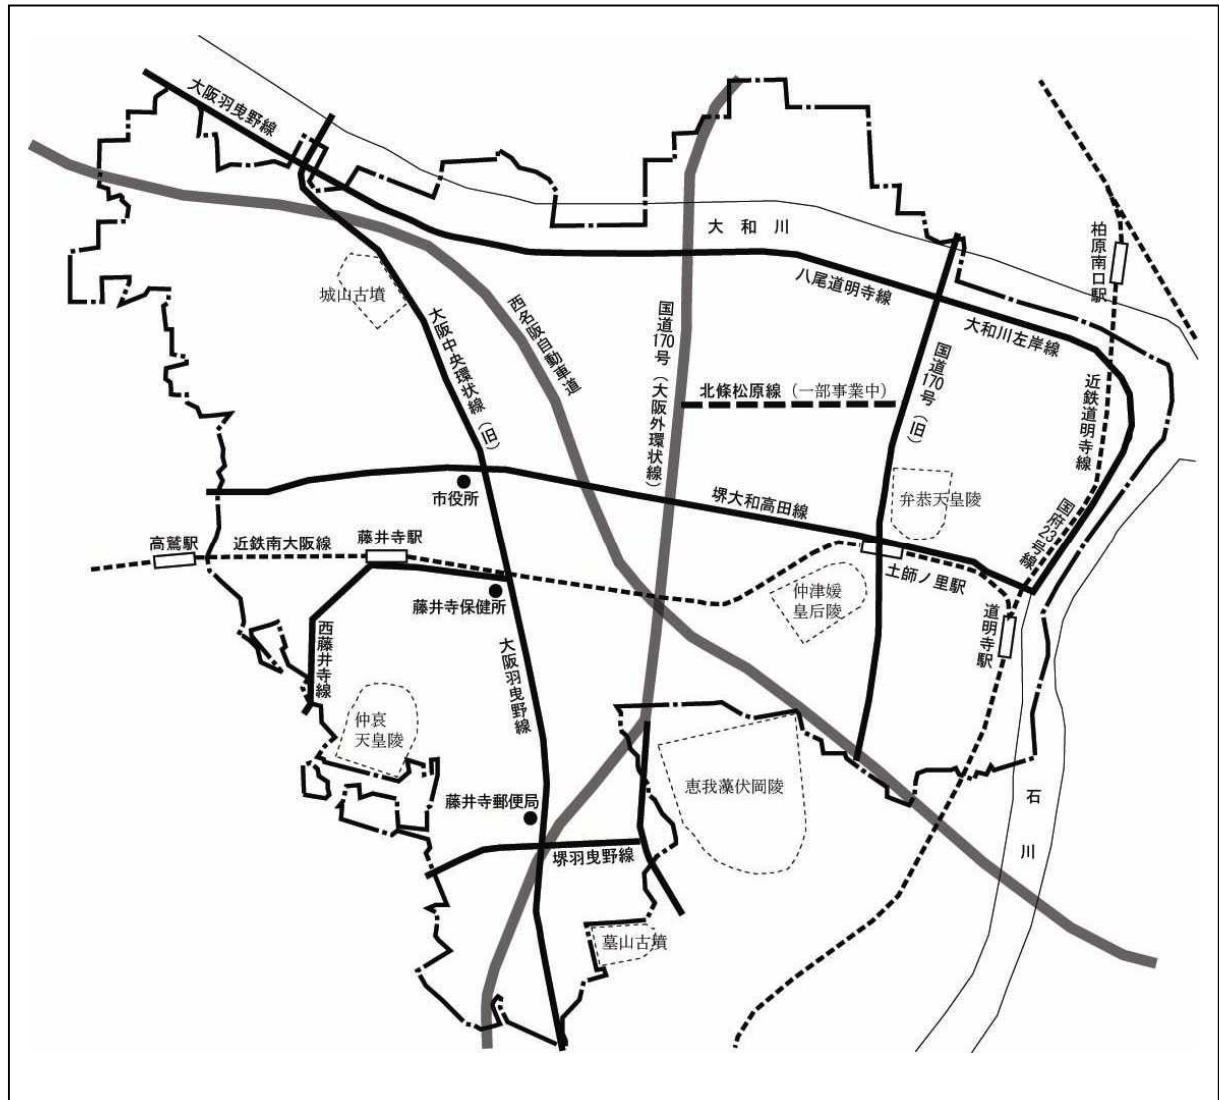 大阪羽曳野線
大和川
柏原南口駅
八尾道明寺線
城山古墳
大阪中央環状線（旧）
西名阪自動車道
国道170号（大阪外環状線）
大和川左岸線
国道170号（旧）
近鉄道明寺線
北條松原線（一部事業中）
市役所
堺大和高田線
弁恭天皇陵
国府23号線
高鷲駅
近鉄南大阪線
藤井寺駅
土師ノ里駅
藤井寺保健所
仲津媛
皇后陵
道明寺駅
西藤井寺線
大阪羽曳野線
仲哀
天皇陵
恵我藻伏岡陵
藤井寺郵便局
石川
堺羽曳野線
墓山古墳